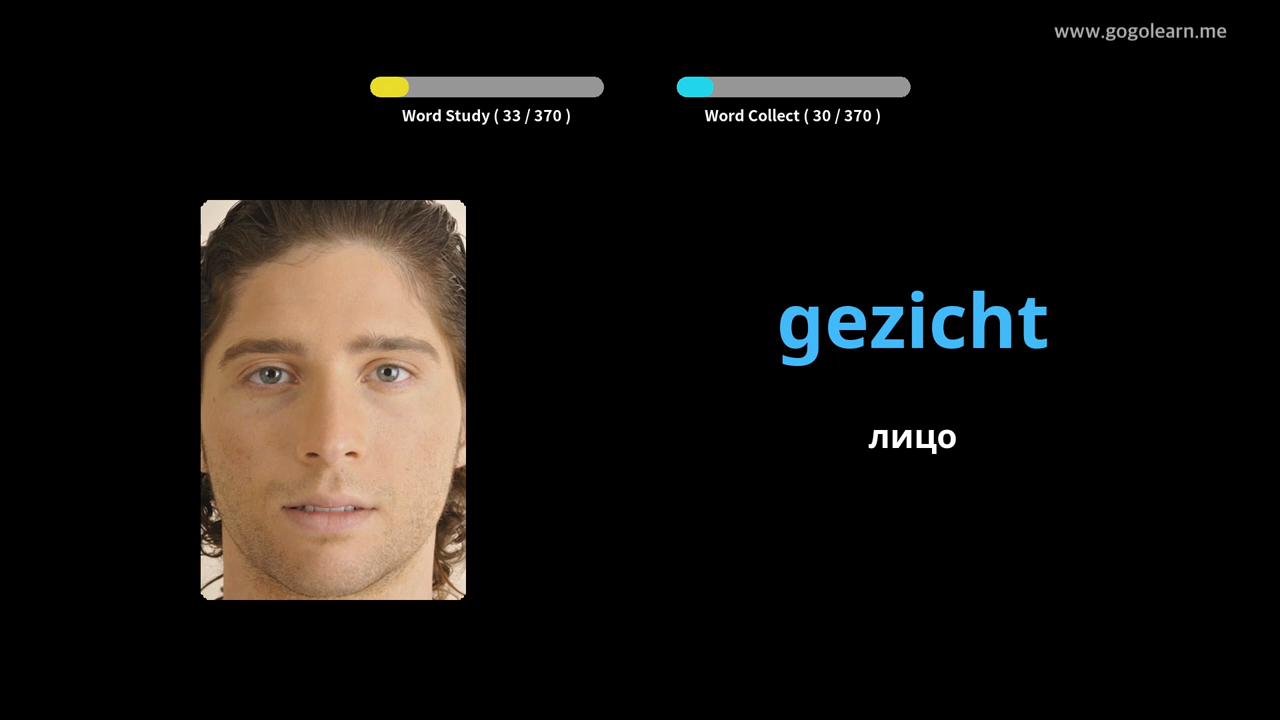 www.gogolearn.me
Word Study ( 33 / 370 )
Word Collect ( 30 / 370 )
gezicht
лицо